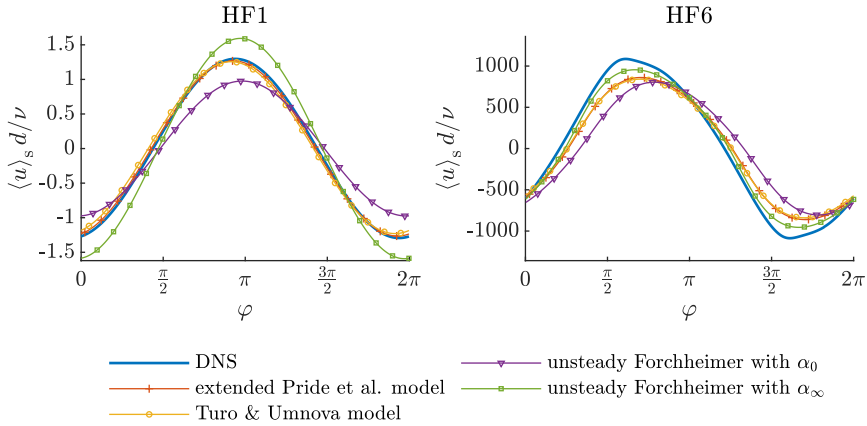 HF1
⟨u⟩ₛ d/ν
1.5
1
0.5
0
-0.5
-1
-1.5
0
π/2
π
3π/2
2π
φ
HF6
⟨u⟩ₛ d/ν
1000
500
0
-500
-1000
0
π/2
π
3π/2
2π
φ
DNS
extended Pride et al. model
Turo & Umnova model
unsteady Forchheimer with α₀
unsteady Forchheimer with α∞